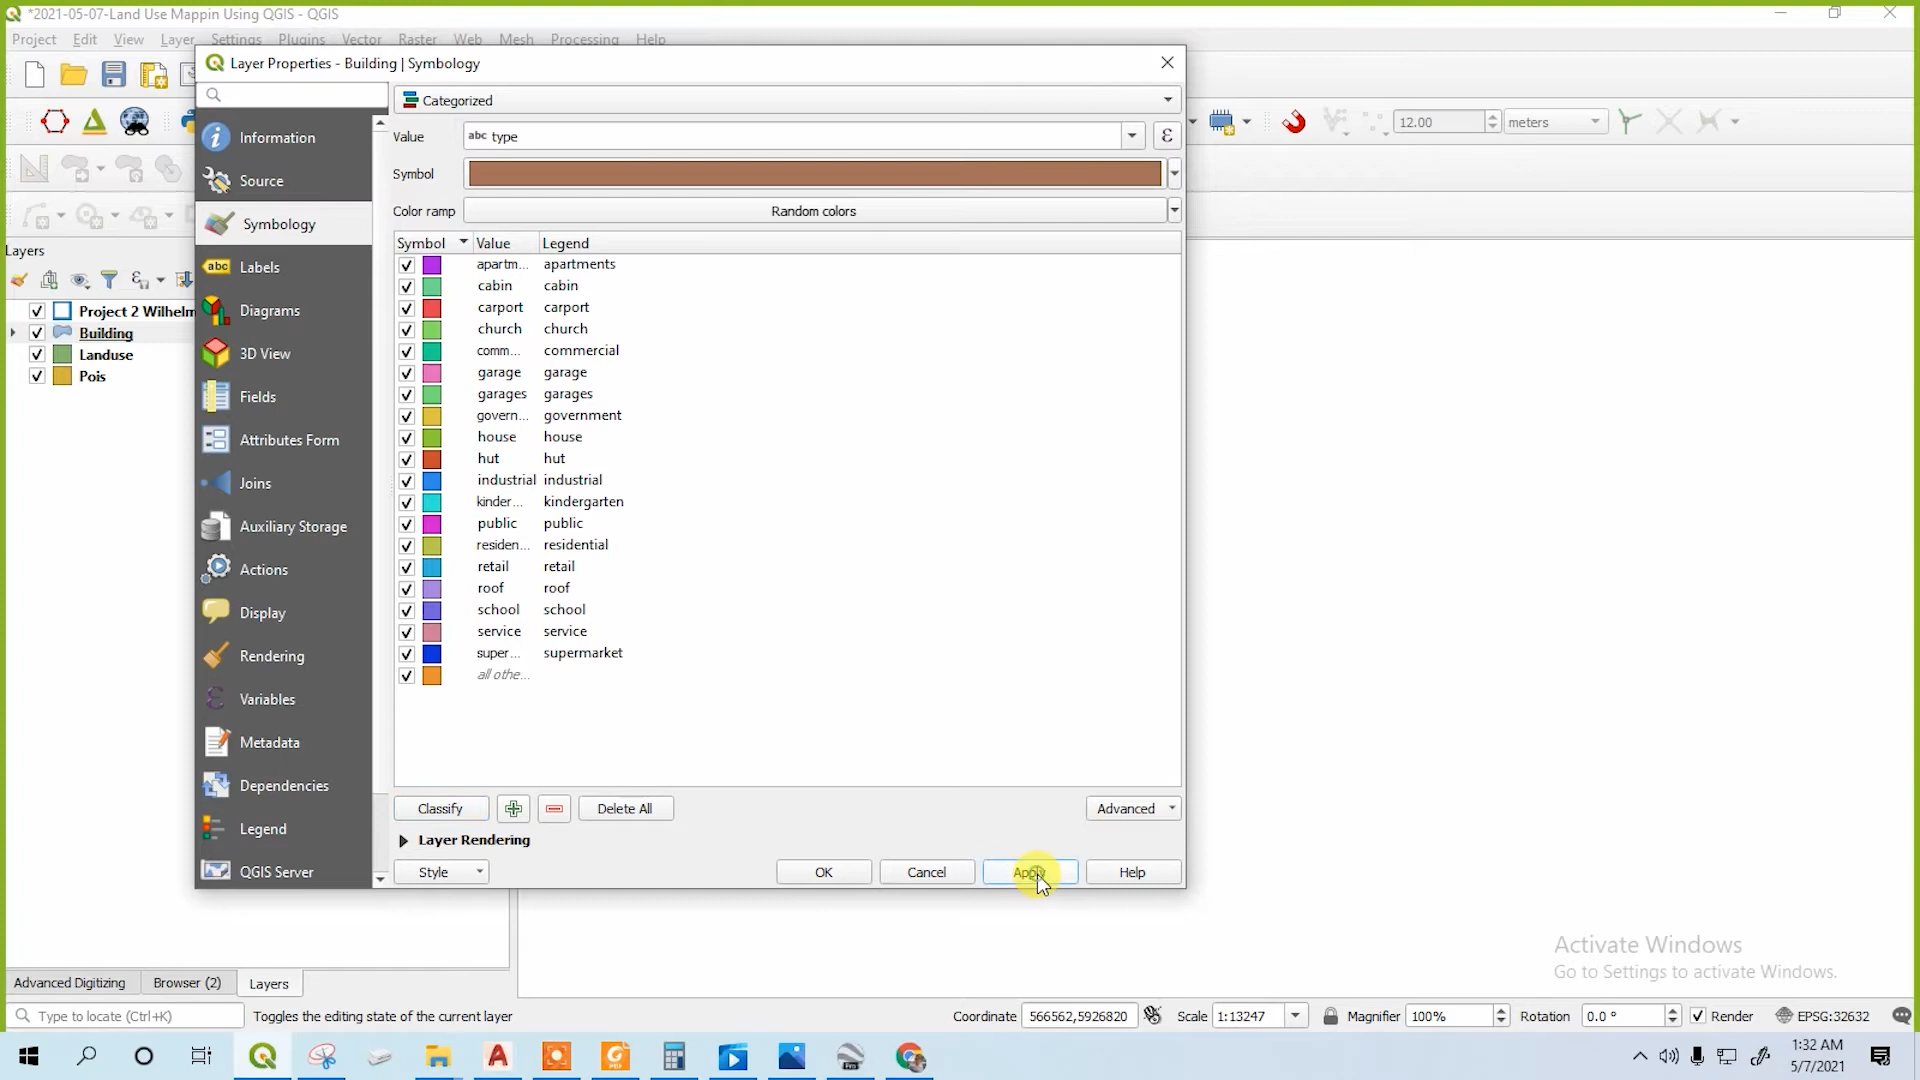 *2021-05-07-Land Use Mappin Using QGIS - QGIS
Project Edit View Layer Settings Plugins Vector Raster Web Mesh Processing Help
Layer Properties - Building | Symbology
Categorized
Value abc type ε
Symbol
Color ramp Random colors
12.00 meters
Information
Source
Symbology
abc Labels
Diagrams
3D View
Fields
Attributes Form
Joins
Auxiliary Storage
Actions
Display
Rendering
Variables
Metadata
Dependencies
Legend
QGIS Server
Layers
Project 2 Wilhelm
Building
Landuse
Pois
Symbol Value Legend
apartm... apartments
cabin cabin
carport carport
church church
comm... commercial
garage garage
garages garages
govern... government
house house
hut hut
industrial industrial
kinder... kindergarten
public public
residen... residential
retail retail
roof roof
school school
service service
super... supermarket
all othe...
Classify Delete All Advanced
Layer Rendering
Style OK Cancel Apply Help
Activate Windows
Go to Settings to activate Windows.
Advanced Digitizing Browser (2) Layers
Type to locate (Ctrl+K) Toggles the editing state of the current layer Coordinate 566562,5926820 Scale 1:13247 Magnifier 100% Rotation 0.0 ° Render EPSG:32632
1:32 AM
5/7/2021